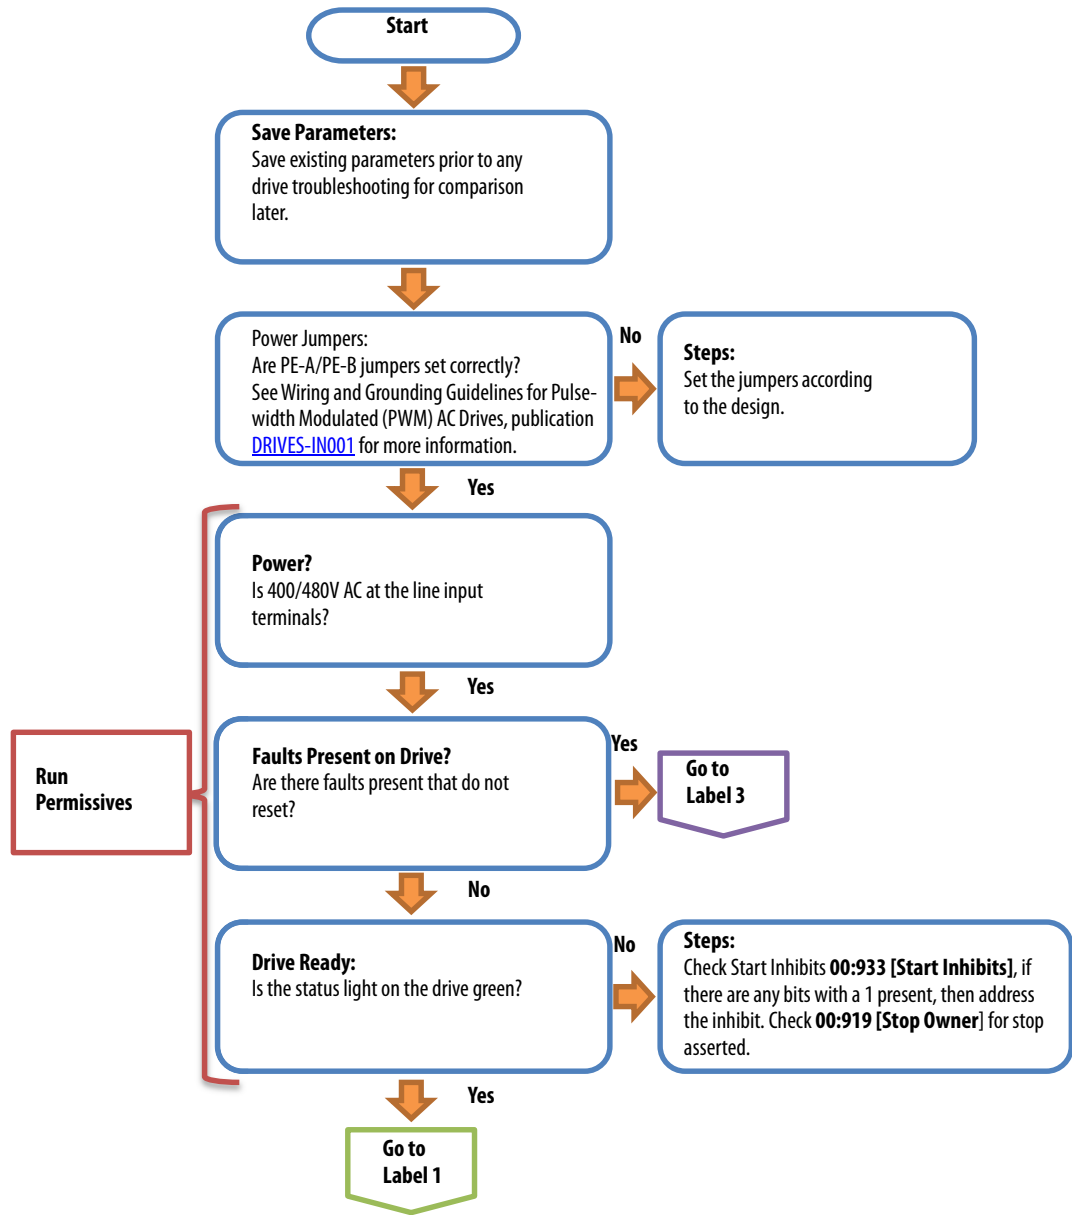 Start
Save Parameters:
Save existing parameters prior to any
drive troubleshooting for comparison
later.
Power Jumpers:
Are PE-A/PE-B jumpers set correctly?
See Wiring and Grounding Guidelines for Pulse-
width Modulated (PWM) AC Drives, publication
DRIVES-IN001 for more information.
No
Steps:
Set the jumpers according
to the design.
Yes
Power?
Is 400/480V AC at the line input
terminals?
Yes
Run
Permissives
Faults Present on Drive?
Are there faults present that do not
reset?
Yes
Go to
Label 3
No
Drive Ready:
Is the status light on the drive green?
No
Steps:
Check Start Inhibits 00:933 [Start Inhibits], if
there are any bits with a 1 present, then address
the inhibit. Check 00:919 [Stop Owner] for stop
asserted.
Yes
Go to
Label 1